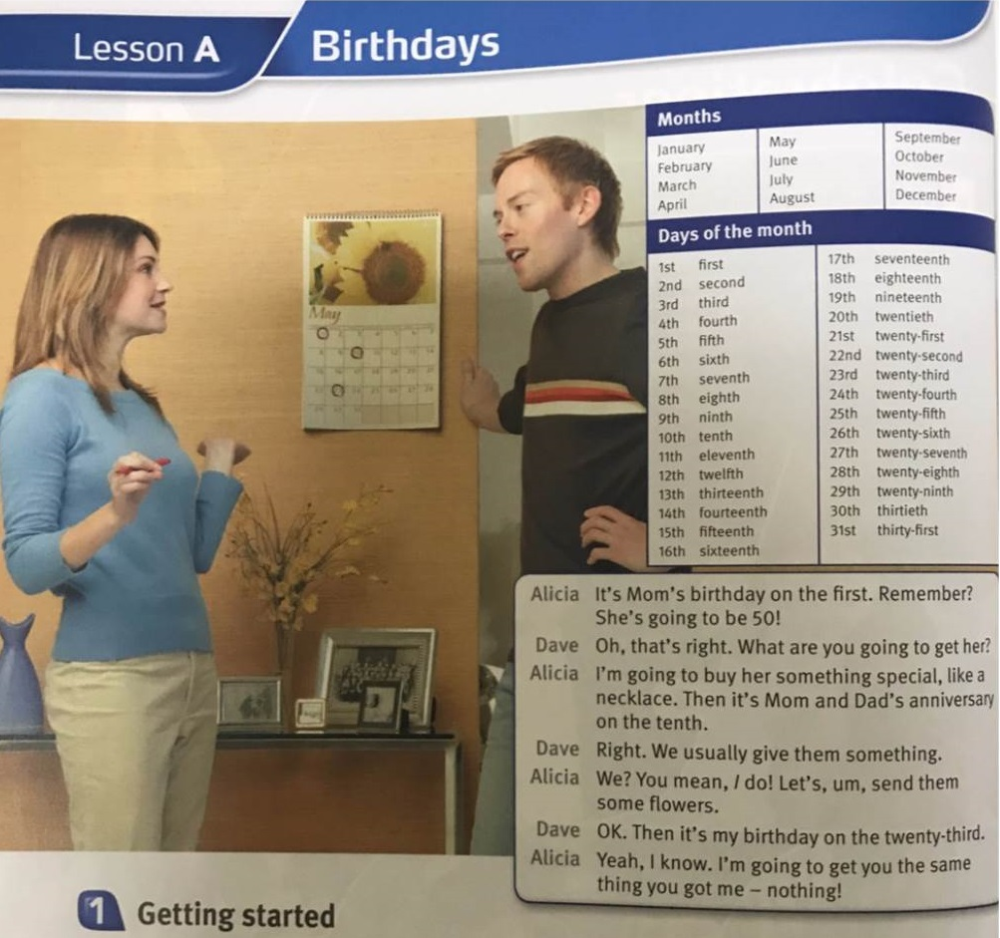 Lesson A
Birthdays
May
Months
January
February
March
April
May
June
July
August
September
October
November
December
Days of the month
1st first
2nd second
3rd third
4th fourth
5th fifth
6th sixth
7th seventh
8th eighth
9th ninth
10th tenth
11th eleventh
12th twelfth
13th thirteenth
14th fourteenth
15th fifteenth
16th sixteenth
17th seventeenth
18th eighteenth
19th nineteenth
20th twentieth
21st twenty-first
22nd twenty-second
23rd twenty-third
24th twenty-fourth
25th twenty-fifth
26th twenty-sixth
27th twenty-seventh
28th twenty-eighth
29th twenty-ninth
30th thirtieth
31st thirty-first
Alicia It's Mom's birthday on the first. Remember?
She's going to be 50!
Dave Oh, that's right. What are you going to get her?
Alicia I'm going to buy her something special, like a
necklace. Then it's Mom and Dad's anniversary
on the tenth.
Dave Right. We usually give them something.
Alicia We? You mean, I do! Let's, um, send them
some flowers.
Dave OK. Then it's my birthday on the twenty-third.
Alicia Yeah, I know. I'm going to get you the same
thing you got me – nothing!
1 Getting started